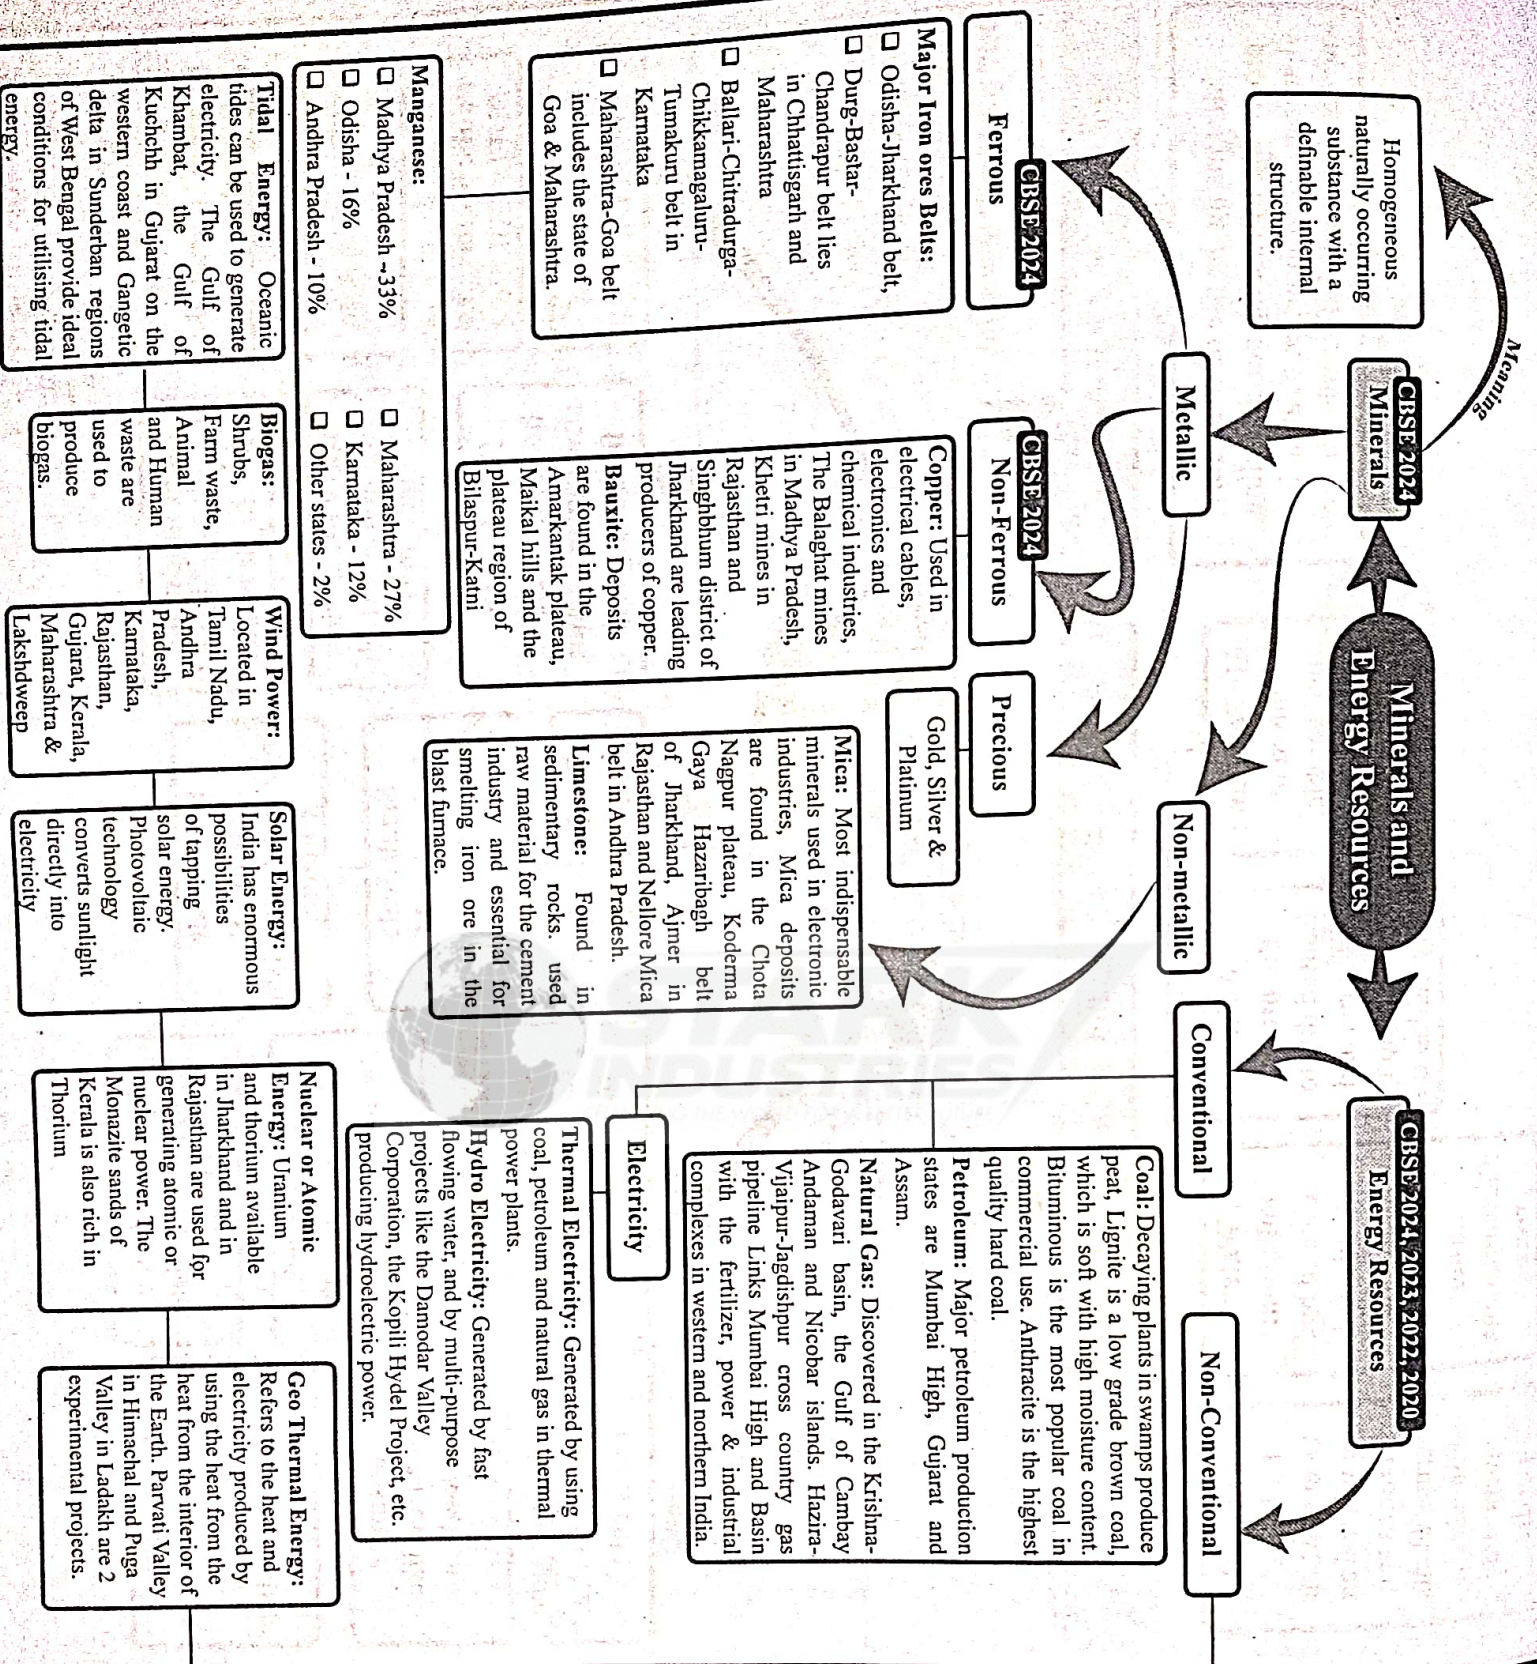 Minerals and
Energy Resources
CBSE 2024
Minerals
Meaning
Homogeneous
naturally occurring
substance with a
definable internal
structure.
Metallic
Non-metallic
CBSE 2024
Ferrous
Major Iron ores Belts:
❑ Odisha-Jharkhand belt,
❑ Durg-Bastar-
Chandrapur belt lies
in Chhattisgarh and
Maharashtra
❑ Ballari-Chitradurga-
Chikkamagaluru-
Tumakuru belt in
Karnataka
❑ Maharashtra-Goa belt
includes the state of
Goa & Maharashtra.
Manganese:
❑ Madhya Pradesh -33%
❑ Maharashtra - 27%
❑ Odisha - 16%
❑ Karnataka - 12%
❑ Andhra Pradesh - 10%
❑ Other states - 2%
CBSE 2024
Non-Ferrous
Copper: Used in
electrical cables,
electronics and
chemical industries,
The Balaghat mines
in Madhya Pradesh,
Khetri mines in
Rajasthan and
Singhbhum district of
Jharkhand are leading
producers of copper.
Bauxite: Deposits
are found in the
Amarkantak plateau,
Maikal hills and the
plateau region of
Bilaspur-Katni
Precious
Gold, Silver &
Platinum
Mica: Most indispensable
minerals used in electronic
industries, Mica deposits
are found in the Chota
Nagpur plateau, Koderma
Gaya Hazaribagh belt
of Jharkhand, Ajmer in
Rajasthan and Nellore Mica
belt in Andhra Pradesh.
Limestone: Found in
sedimentary rocks. used
raw material for the cement
industry and essential for
smelting iron ore in the
blast furnace.
CBSE 2024, 2023, 2022, 2020
Energy Resources
Conventional
Non-Conventional
Coal: Decaying plants in swamps produce
peat, Lignite is a low grade brown coal,
which is soft with high moisture content.
Bituminous is the most popular coal in
commercial use. Anthracite is the highest
quality hard coal.
Petroleum: Major petroleum production
states are Mumbai High, Gujarat and
Assam.
Natural Gas: Discovered in the Krishna-
Godavari basin, the Gulf of Cambay
Andaman and Nicobar islands. Hazira-
Vijaipur-Jagdishpur cross country gas
pipeline Links Mumbai High and Basin
with the fertilizer, power & industrial
complexes in western and northern India.
Electricity
Thermal Electricity: Generated by using
coal, petroleum and natural gas in thermal
power plants.
Hydro Electricity: Generated by fast
flowing water, and by multi-purpose
projects like the Damodar Valley
Corporation, the Kopili Hydel Project, etc.
producing hydroelectric power.
Tidal Energy: Oceanic
tides can be used to generate
electricity. The Gulf of
Khambat, the Gulf of
Kuchchh in Gujarat on the
western coast and Gangetic
delta in Sunderban regions
of West Bengal provide ideal
conditions for utilising tidal
energy.
Biogas:
Shrubs,
Farm waste,
Animal
and Human
waste are
used to
produce
biogas.
Wind Power:
Located in
Tamil Nadu,
Andhra
Pradesh,
Karnataka,
Rajasthan,
Gujarat, Kerala,
Maharashtra &
Lakshdweep
Solar Energy:
India has enormous
possibilities
of tapping
solar energy.
Photovoltaic
technology
converts sunlight
directly into
electricity
Nuclear or Atomic
Energy: Uranium
and thorium available
in Jharkhand and in
Rajasthan are used for
generating atomic or
nuclear power. The
Monazite sands of
Kerala is also rich in
Thorium
Geo Thermal Energy:
Refers to the heat and
electricity produced by
using the heat from the
heat from the interior of
the Earth. Parvati Valley
in Himachal and Puga
Valley in Ladakh are 2
experimental projects.
STARK
INDUSTRIES